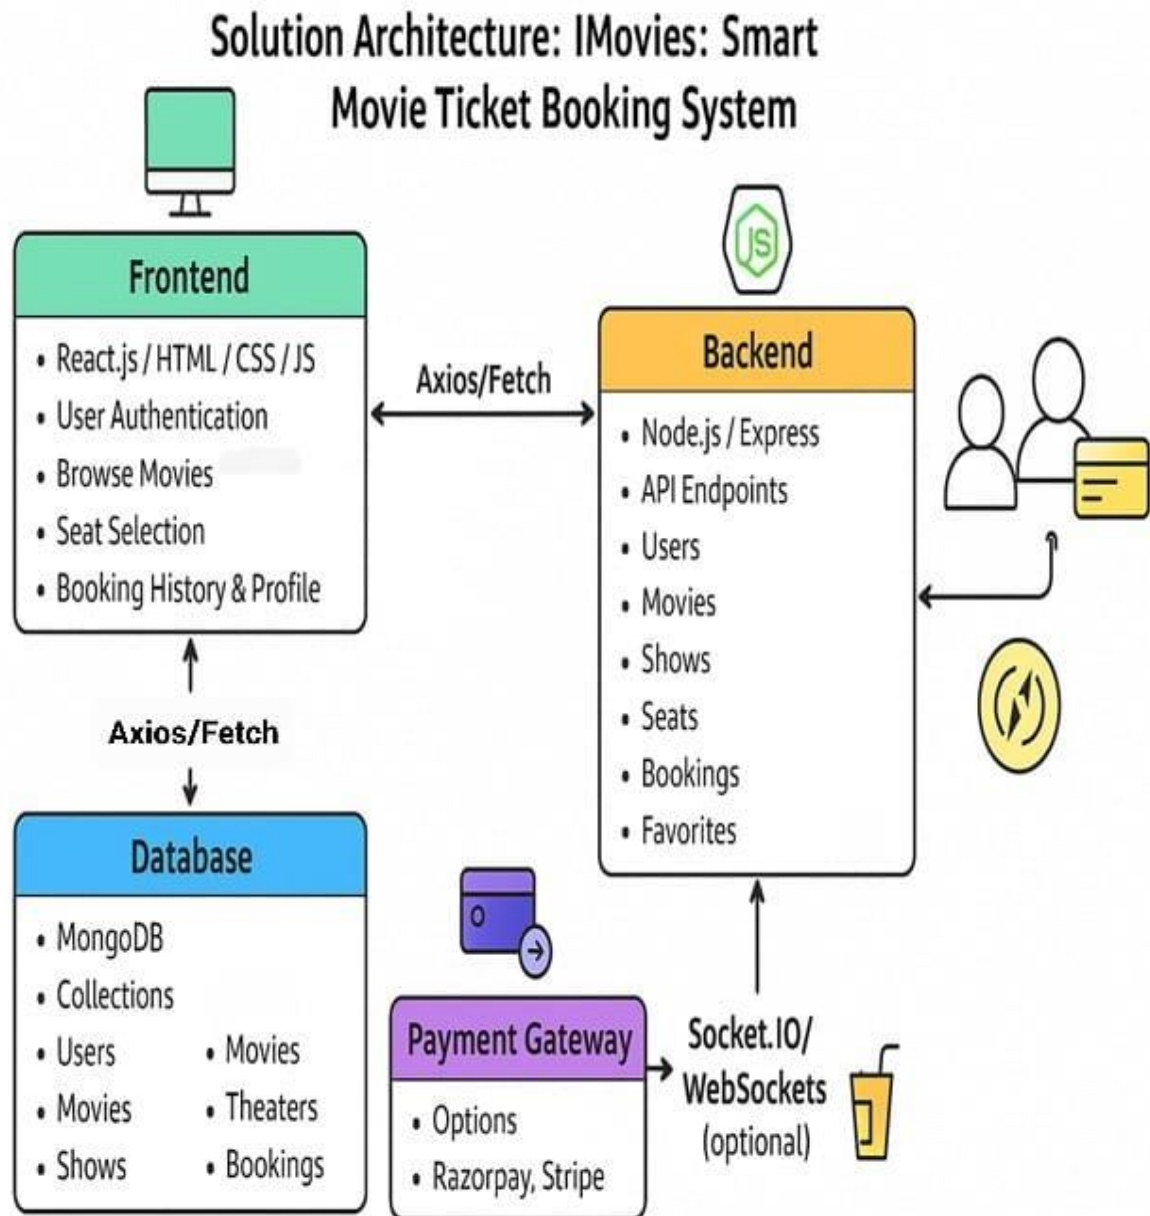 Solution Architecture: IMovies: Smart
Movie Ticket Booking System
Frontend
• React.js / HTML / CSS / JS
• User Authentication
• Browse Movies
• Seat Selection
• Booking History & Profile
Axios/Fetch
JS
Backend
• Node.js / Express
• API Endpoints
• Users
• Movies
• Shows
• Seats
• Bookings
• Favorites
Axios/Fetch
Database
• MongoDB
• Collections
• Users
• Movies
• Shows
• Movies
• Theaters
• Bookings
Payment Gateway
• Options
• Razorpay, Stripe
Socket.IO/
WebSockets
(optional)